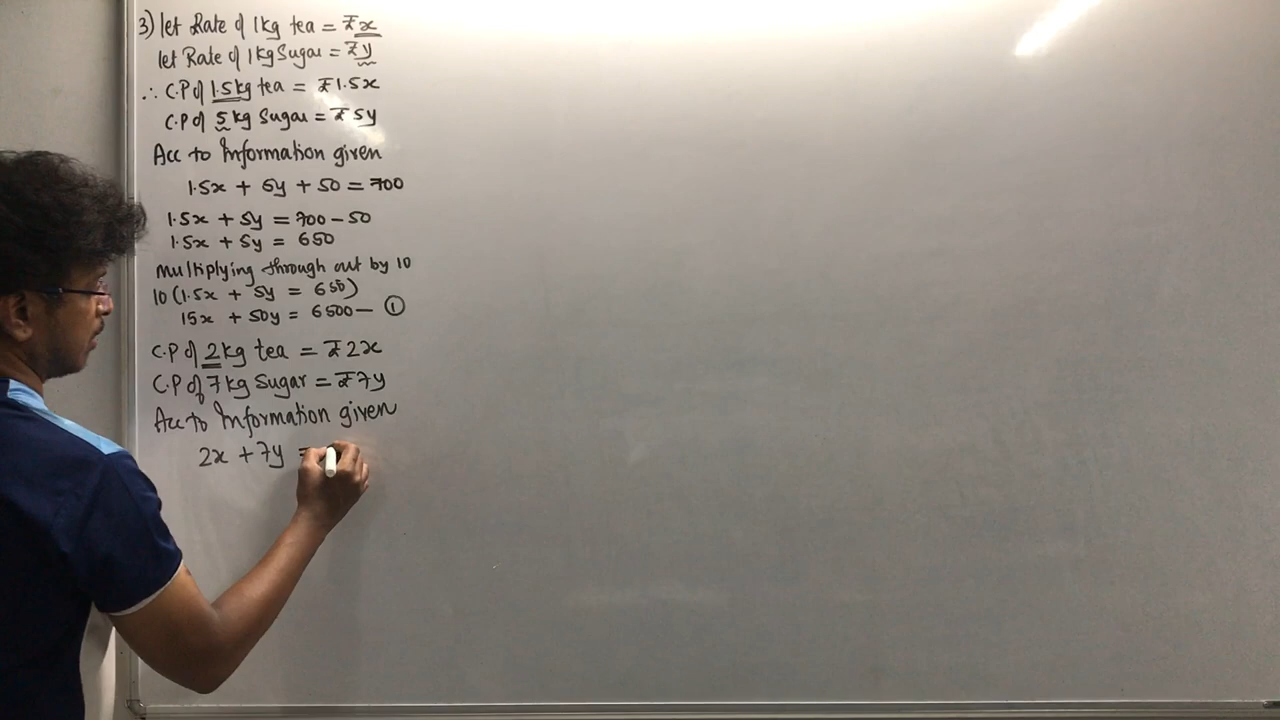 3) let Rate of 1kg tea = ₹x
let Rate of 1kg Sugar = ₹y
∴ C.P of 1.5kg tea = ₹1.5x
C.P of 5 kg Sugar = ₹5y
Acc to Information given
1.5x + 5y + 50 = 700
1.5x + 5y = 700 - 50
1.5x + 5y = 650
Multiplying through out by 10
10 (1.5x + 5y = 650)
15x + 50y = 6500 — ①
C.P of 2kg tea = ₹2x
C.P of 7kg Sugar = ₹7y
Acc to Information given
2x + 7y =